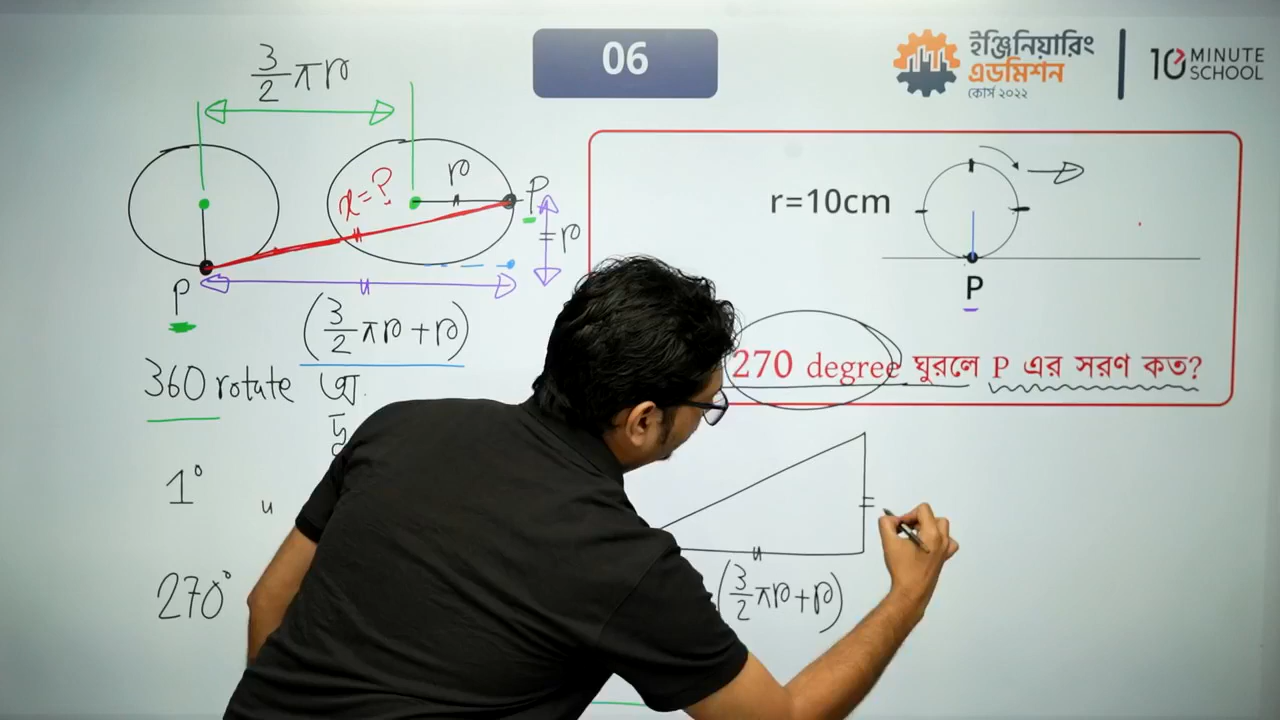 06
ইঞ্জিনিয়ারিং
এডমিশন
কোর্স ২০২২
10 MINUTE
SCHOOL
3/2 πr
r
x=?
P
r
P
(3/2 πr + r)
r=10cm
P
270 degree ঘুরলে P এর সরণ কত?
360 rotate
1°
270°
(3/2 πr + r)